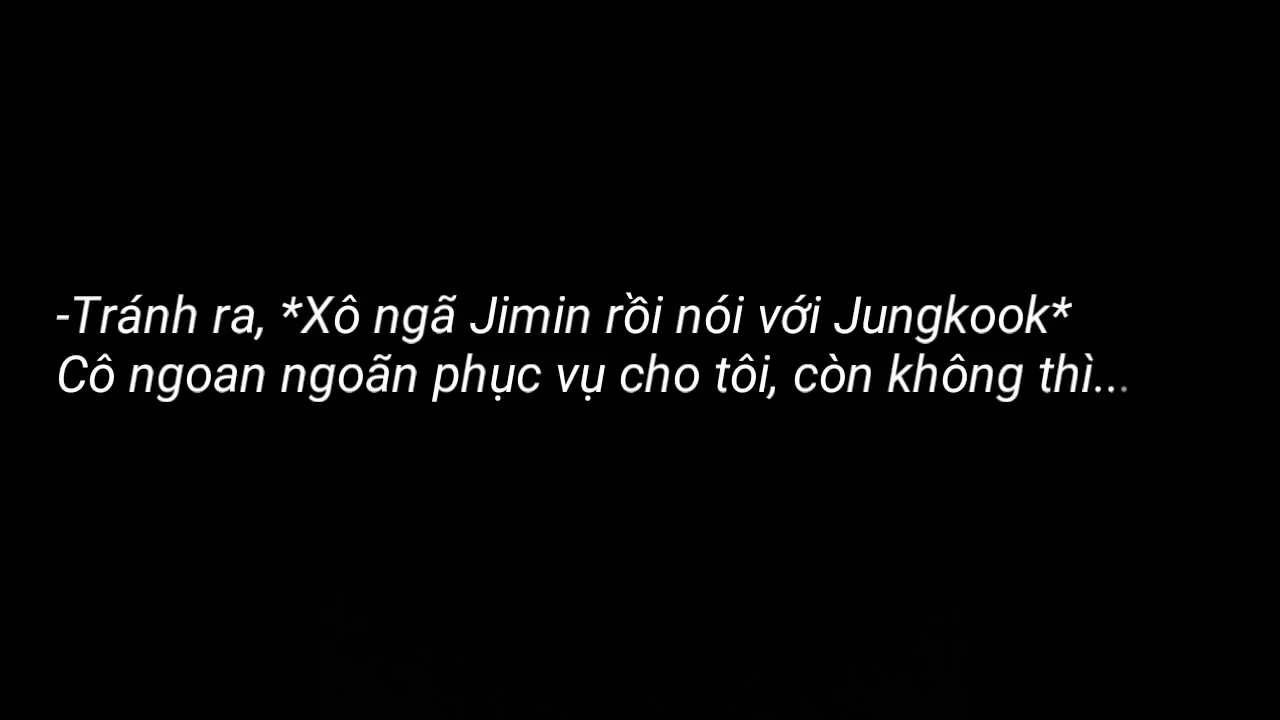 -Tránh ra, *Xô ngã Jimin rồi nói với Jungkook*
Cô ngoan ngoãn phục vụ cho tôi, còn không thì...